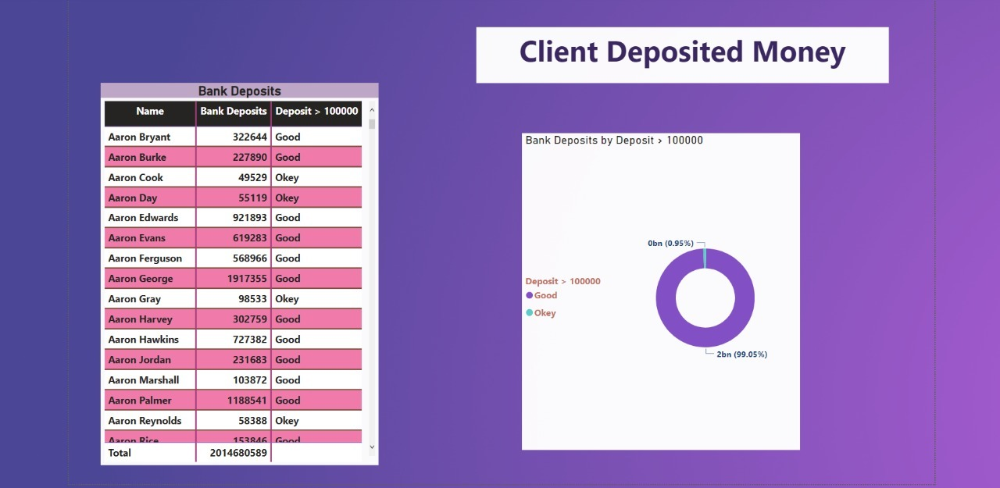 Client Deposited Money
Bank Deposits
Name Bank Deposits Deposit > 100000
Aaron Bryant 322644 Good
Aaron Burke 227890 Good
Aaron Cook 49529 Okey
Aaron Day 55119 Okey
Aaron Edwards 921893 Good
Aaron Evans 619283 Good
Aaron Ferguson 568966 Good
Aaron George 1917355 Good
Aaron Gray 98533 Okey
Aaron Harvey 302759 Good
Aaron Hawkins 727382 Good
Aaron Jordan 231683 Good
Aaron Marshall 103872 Good
Aaron Palmer 1188541 Good
Aaron Reynolds 58388 Okey
Aaron Rice 153846 Good
Total 2014680589
Bank Deposits by Deposit > 100000
0bn (0.95%)
Deposit > 100000
Good
Okey
2bn (99.05%)